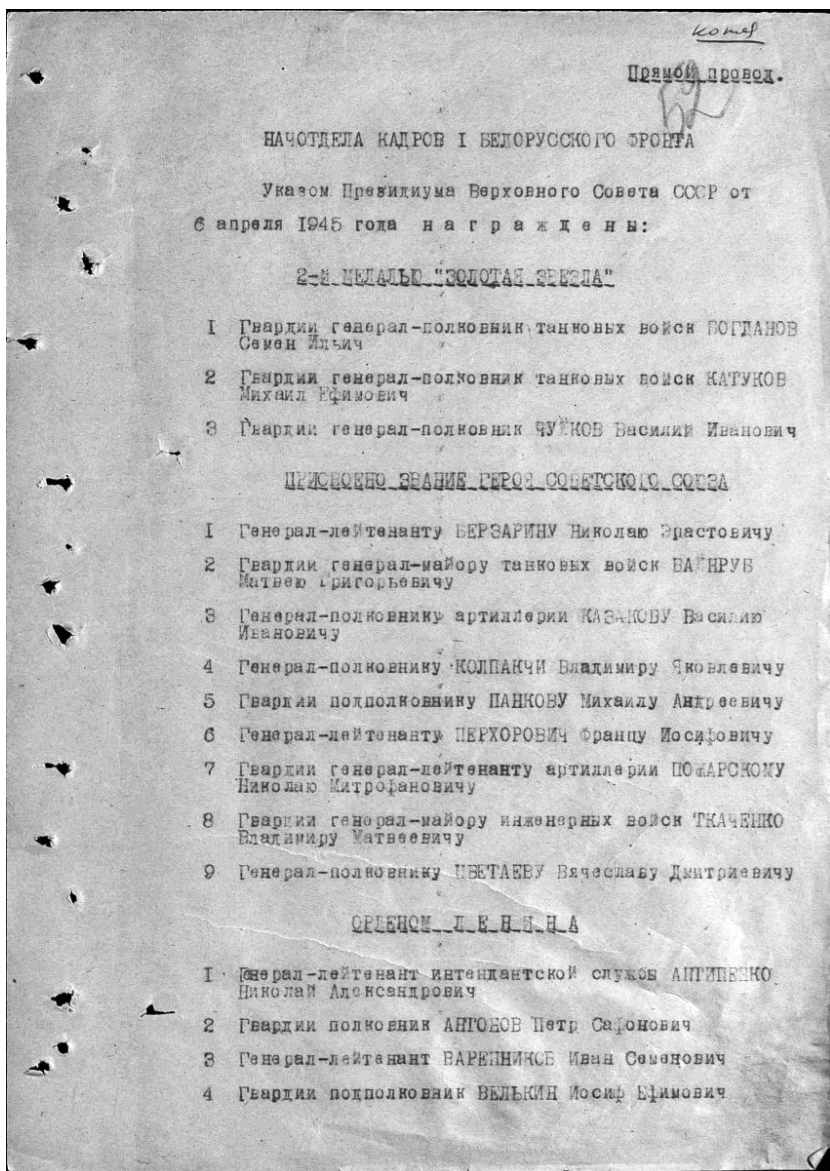 Прямой провод.
52
НАЧОТДЕЛА КАДРОВ I БЕЛОРУССКОГО ФРОНТА
Указом Президиума Верховного Совета СССР от
6 апреля 1945 года н а г р а ж д е н ы:
2-й МЕДАЛЬЮ "ЗОЛОТАЯ ЗВЕЗДА"
I Гвардии генерал-полковник танковых войск БОГДАНОВ
Семен Ильич
2 Гвардии генерал-полковник танковых войск КАТУКОВ
Михаил Ефимович
3 Гвардии генерал-полковник ЧУЙКОВ Василий Иванович
ПРИСВОЕНО ЗВАНИЕ ГЕРОЯ СОВЕТСКОГО СОЮЗА
I Генерал-лейтенанту БЕРЗАРИНУ Николаю Эрастовичу
2 Гвардии генерал-майору танковых войск ВАЙНРУБ
Матвею Григорьевичу
3 Генерал-полковнику артиллерии КАЗАКОВУ Василию
Ивановичу
4 Генерал-полковнику КОЛПАКЧИ Владимиру Яковлевичу
5 Гвардии подполковнику ПАНКОВУ Михаилу Андреевичу
6 Генерал-лейтенанту ПЕРХОРОВИЧ Францу Иосифовичу
7 Гвардии генерал-лейтенанту артиллерии ПОЖАРСКОМУ
Николаю Митрофановичу
8 Гвардии генерал-майору инженерных войск ТКАЧЕНКО
Владимиру Матвеевичу
9 Генерал-полковнику ЦВЕТАЕВУ Вячеславу Дмитриевичу
ОРДЕНОМ Л Е Н И Н А
I Генерал-лейтенант интендантской службы АНТИПЕНКО
Николай Александрович
2 Гвардии полковник АНТОНОВ Петр Сафонович
3 Генерал-лейтенант ВАРЕННИКОВ Иван Семенович
4 Гвардии подполковник ВЕЛЬКИН Иосиф Ефимович